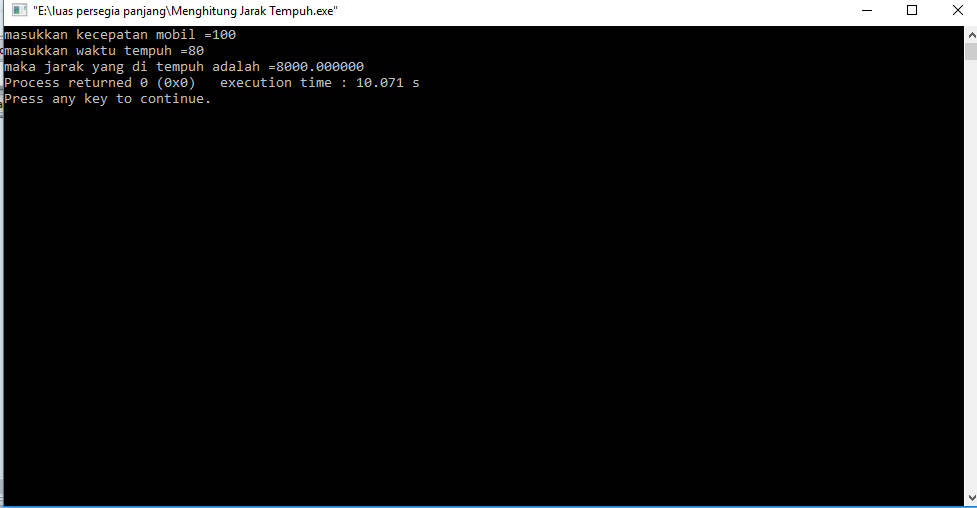 "E:\luas persegia panjang\Menghitung Jarak Tempuh.exe"
masukkan kecepatan mobil =100
masukkan waktu tempuh =80
maka jarak yang di tempuh adalah =8000.000000
Process returned 0 (0x0)   execution time : 10.071 s
Press any key to continue.